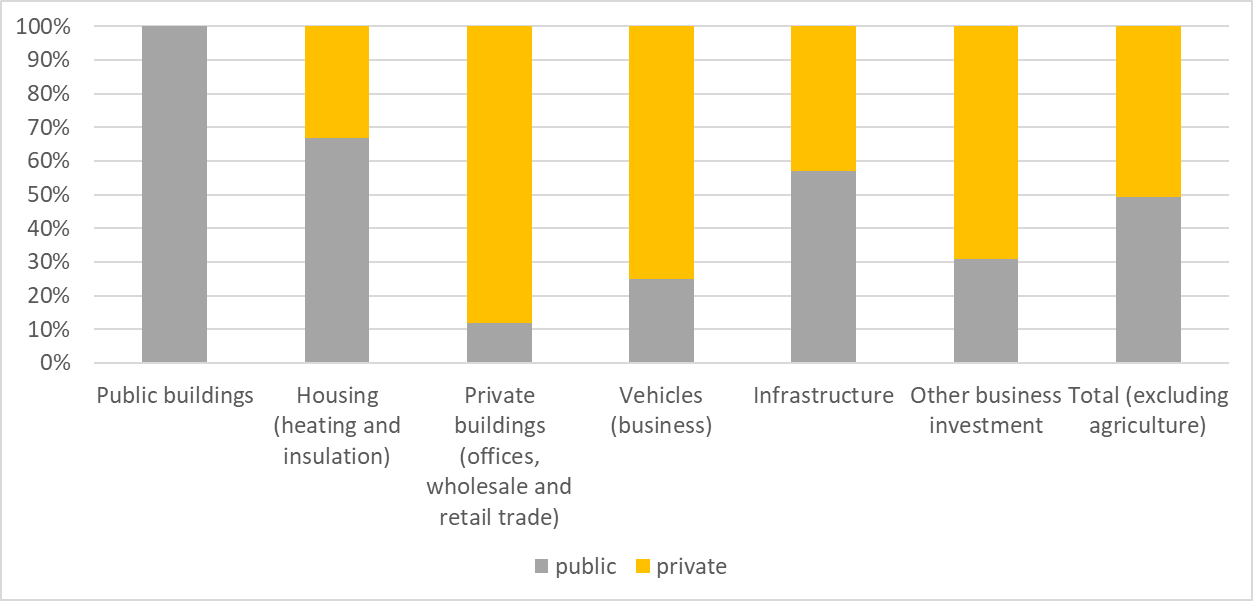 100%
90%
80%
70%
60%
50%
40%
30%
20%
10%
0%
Public buildings
Housing
(heating and
insulation)
Private
buildings
(offices,
wholesale and
retail trade)
Vehicles
(business)
Infrastructure
Other business
investment
Total (excluding
agriculture)
public
private